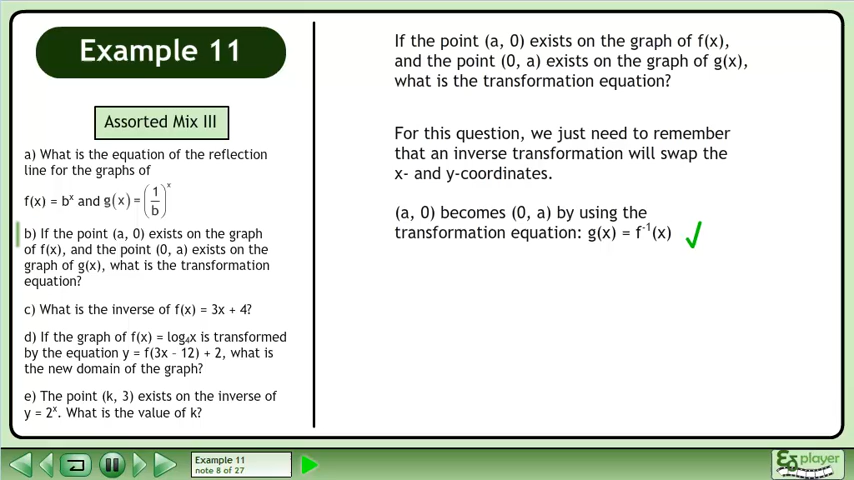 Example 11
Assorted Mix III
a) What is the equation of the reflection
line for the graphs of
f(x) = bˣ and g(x) = (1/b)ˣ
b) If the point (a, 0) exists on the graph
of f(x), and the point (0, a) exists on the
graph of g(x), what is the transformation
equation?
c) What is the inverse of f(x) = 3x + 4?
d) If the graph of f(x) = log₄x is transformed
by the equation y = f(3x – 12) + 2, what is
the new domain of the graph?
e) The point (k, 3) exists on the inverse of
y = 2ˣ. What is the value of k?
If the point (a, 0) exists on the graph of f(x),
and the point (0, a) exists on the graph of g(x),
what is the transformation equation?
For this question, we just need to remember
that an inverse transformation will swap the
x- and y-coordinates.
(a, 0) becomes (0, a) by using the
transformation equation: g(x) = f⁻¹(x)
Example 11
note 8 of 27
player